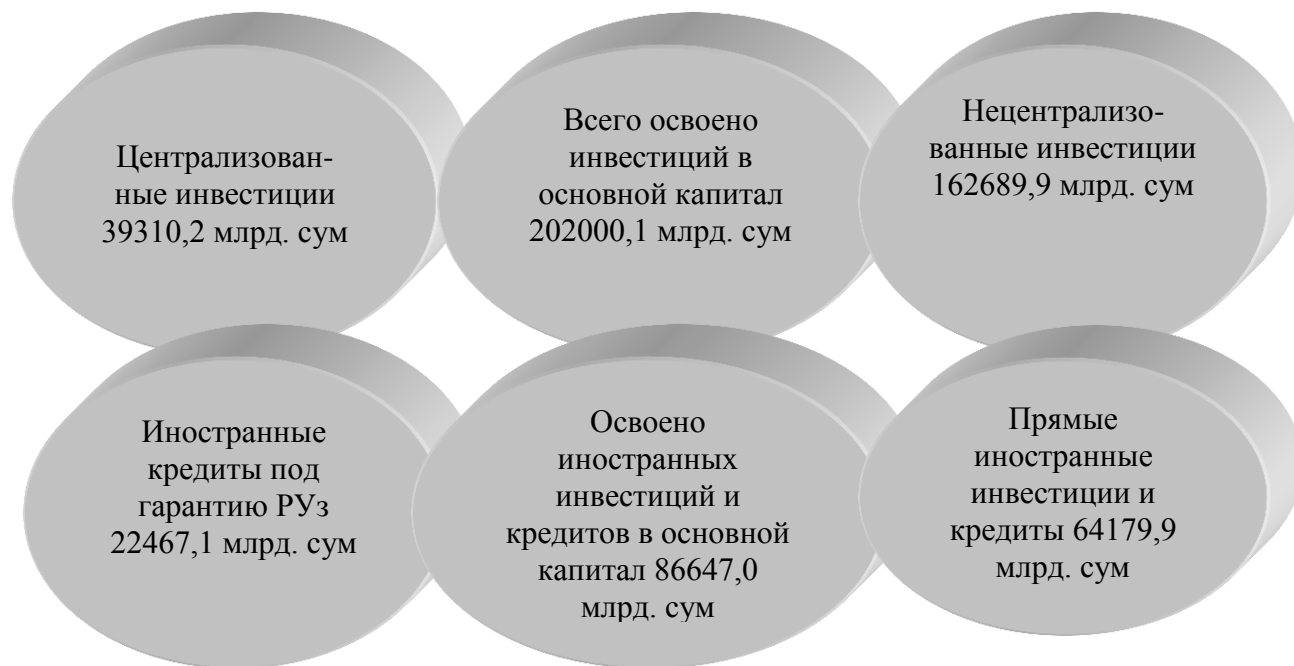 Централизован-
ные инвестиции
39310,2 млрд. сум
Всего освоено
инвестиций в
основной капитал
202000,1 млрд. сум
Нецентрализо-
ванные инвестиции
162689,9 млрд. сум
Иностранные
кредиты под
гарантию РУз
22467,1 млрд. сум
Освоено
иностранных
инвестиций и
кредитов в основной
капитал 86647,0
млрд. сум
Прямые
иностранные
инвестиции и
кредиты 64179,9
млрд. сум